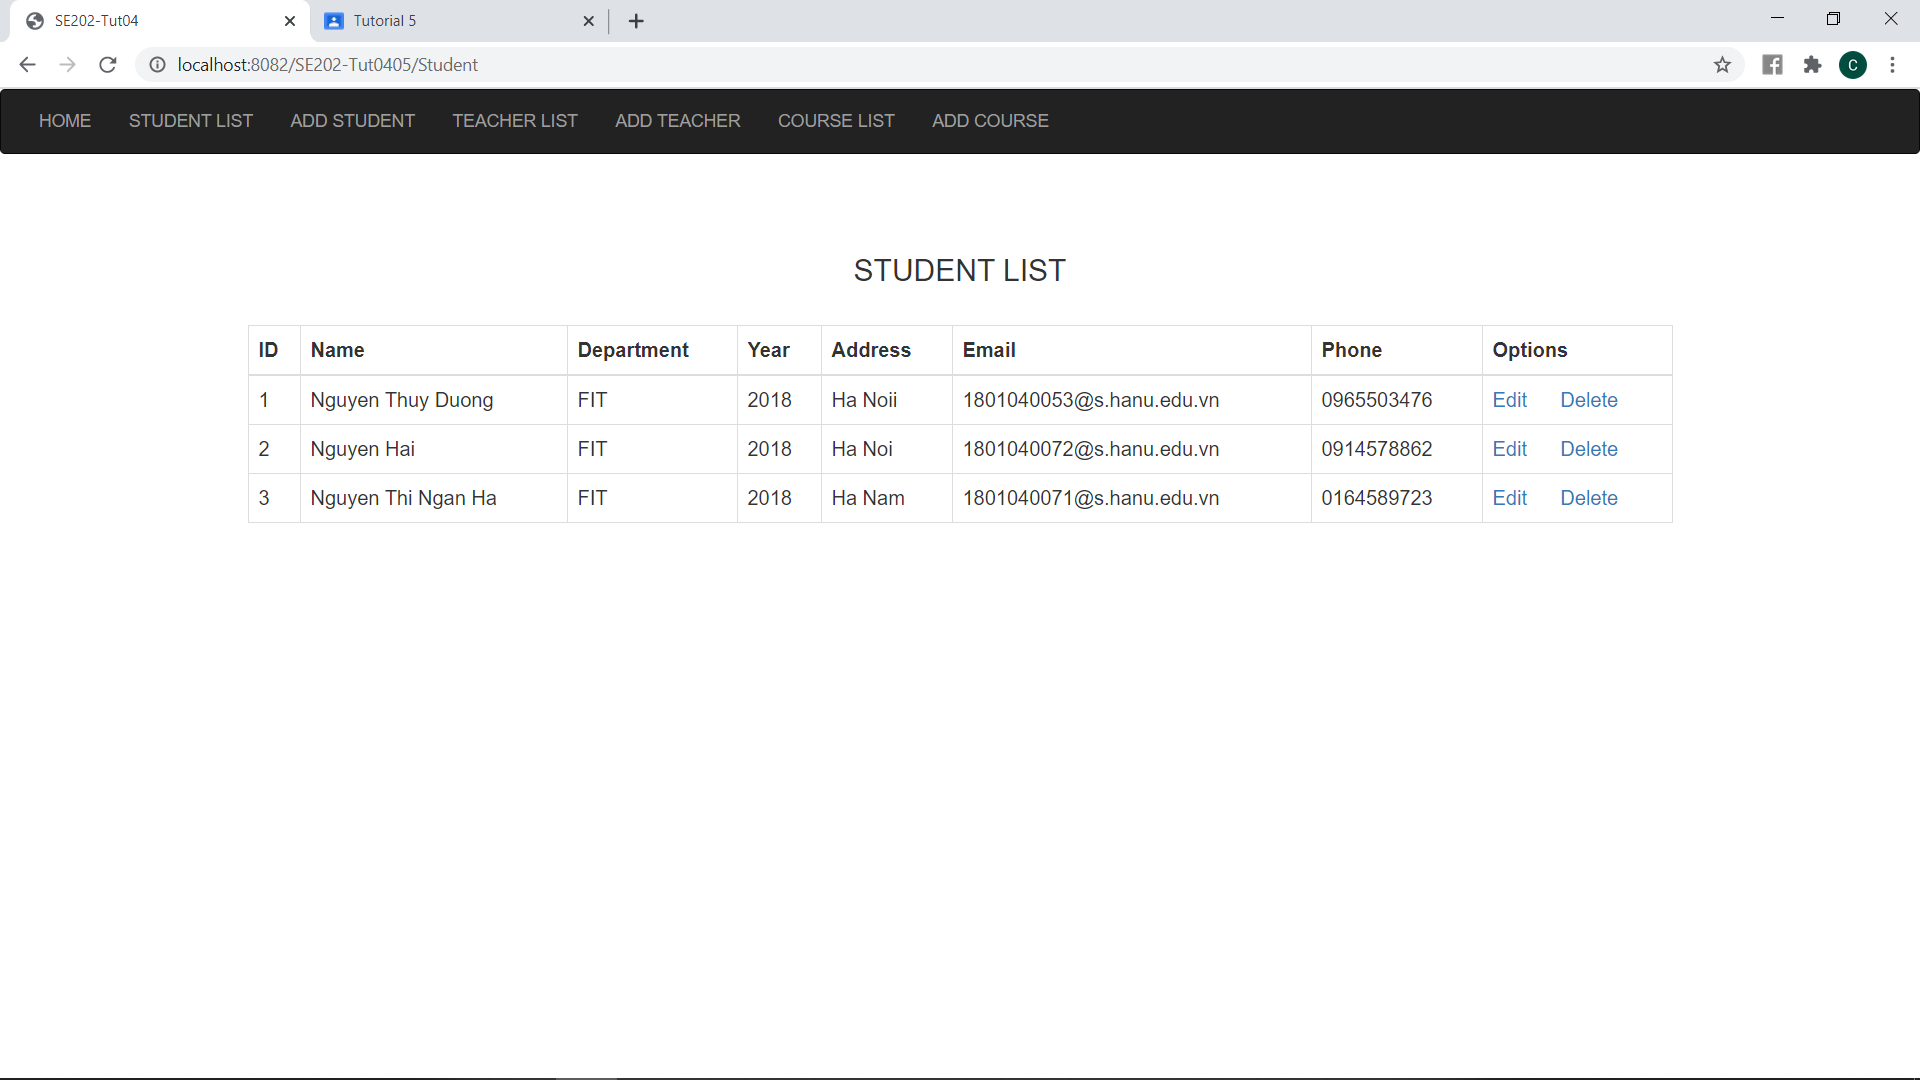 SE202-Tut04 Tutorial 5
localhost:8082/SE202-Tut0405/Student C
HOME STUDENT LIST ADD STUDENT TEACHER LIST ADD TEACHER COURSE LIST ADD COURSE
STUDENT LIST
ID Name Department Year Address Email Phone Options
1 Nguyen Thuy Duong FIT 2018 Ha Noii 1801040053@s.hanu.edu.vn 0965503476 Edit Delete
2 Nguyen Hai FIT 2018 Ha Noi 1801040072@s.hanu.edu.vn 0914578862 Edit Delete
3 Nguyen Thi Ngan Ha FIT 2018 Ha Nam 1801040071@s.hanu.edu.vn 0164589723 Edit Delete